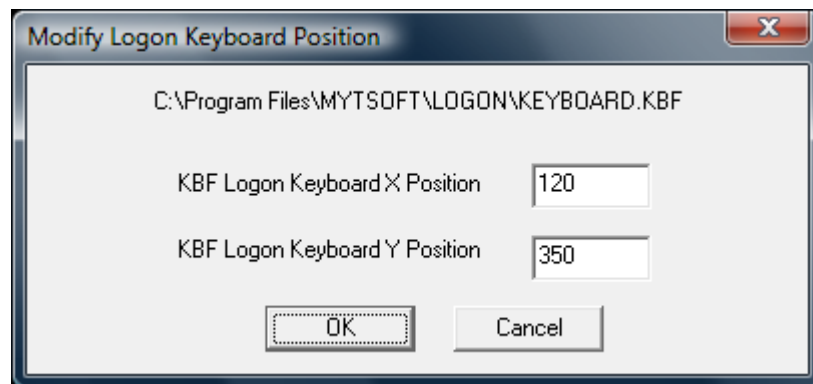 Modify Logon Keyboard Position
C:\Program Files\MYTSOFT\LOGON\KEYBOARD.KBF
KBF Logon Keyboard X Position 120
KBF Logon Keyboard Y Position 350
OK Cancel